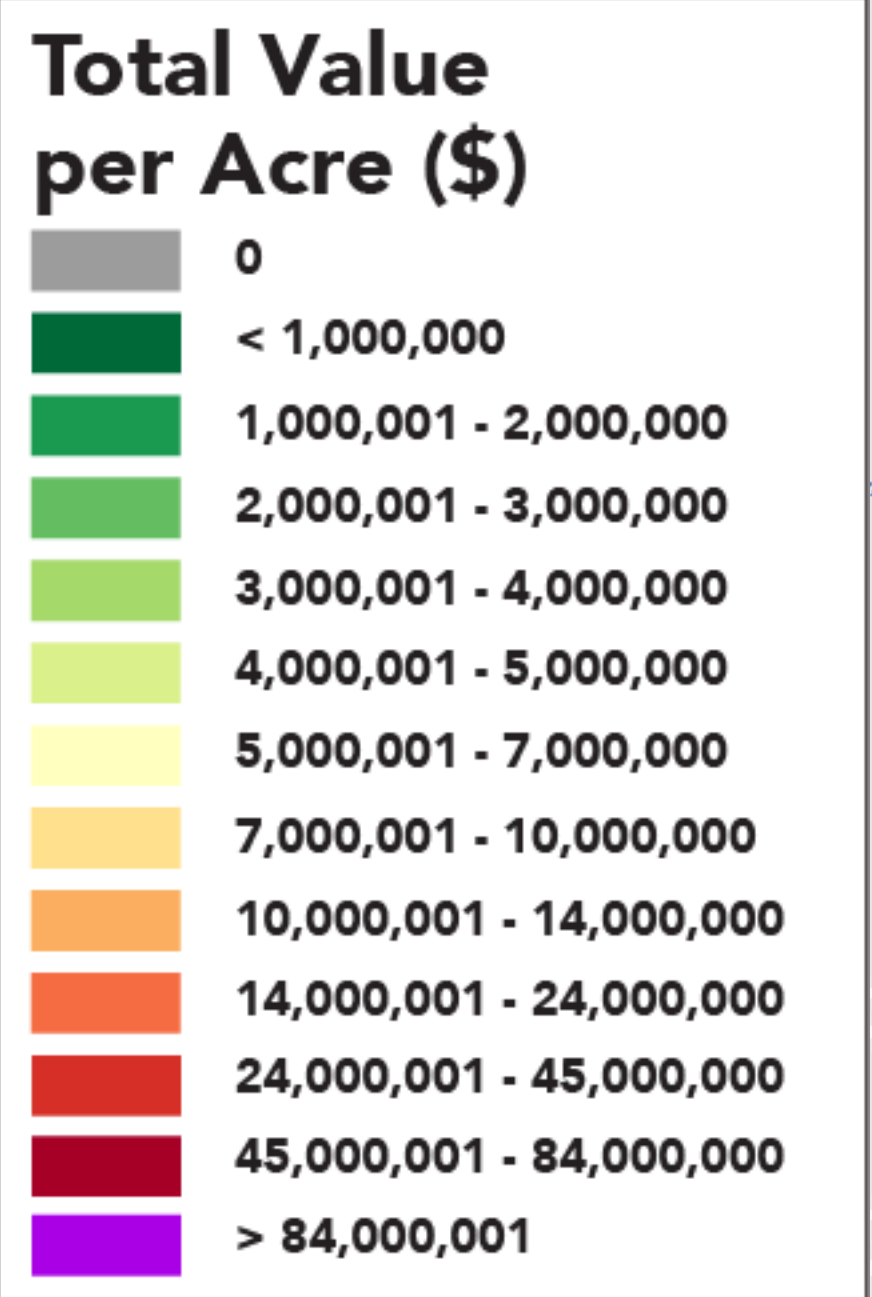 Total Value
per Acre ($)
0
< 1,000,000
1,000,001 - 2,000,000
2,000,001 - 3,000,000
3,000,001 - 4,000,000
4,000,001 - 5,000,000
5,000,001 - 7,000,000
7,000,001 - 10,000,000
10,000,001 - 14,000,000
14,000,001 - 24,000,000
24,000,001 - 45,000,000
45,000,001 - 84,000,000
> 84,000,001